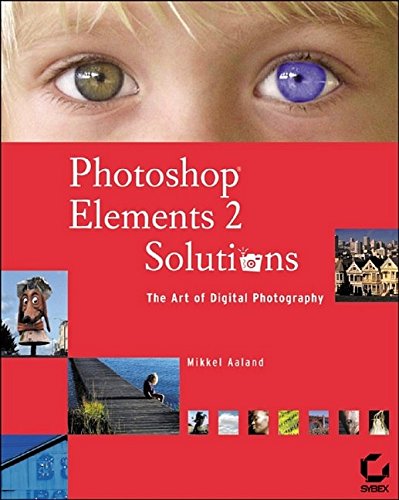 Photoshop®
Elements 2
Solutions
The Art of Digital Photography
Mikkel Aaland
SYBEX